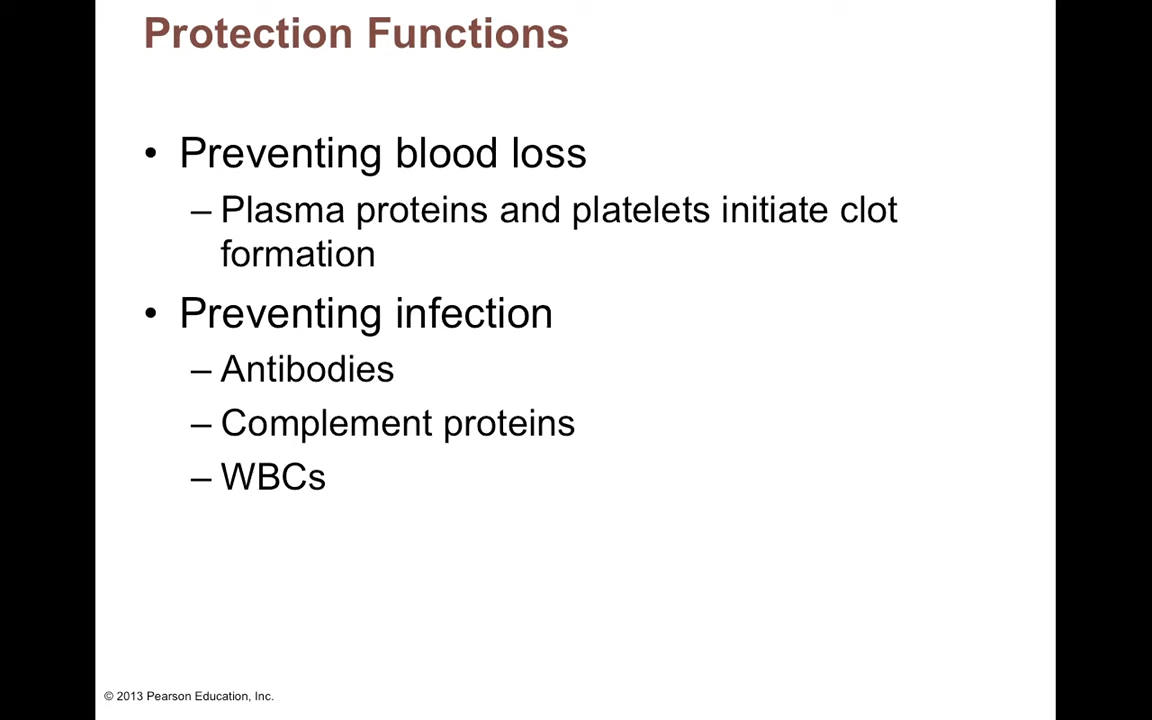 Protection Functions
• Preventing blood loss
– Plasma proteins and platelets initiate clot
formation
• Preventing infection
– Antibodies
– Complement proteins
– WBCs
© 2013 Pearson Education, Inc.